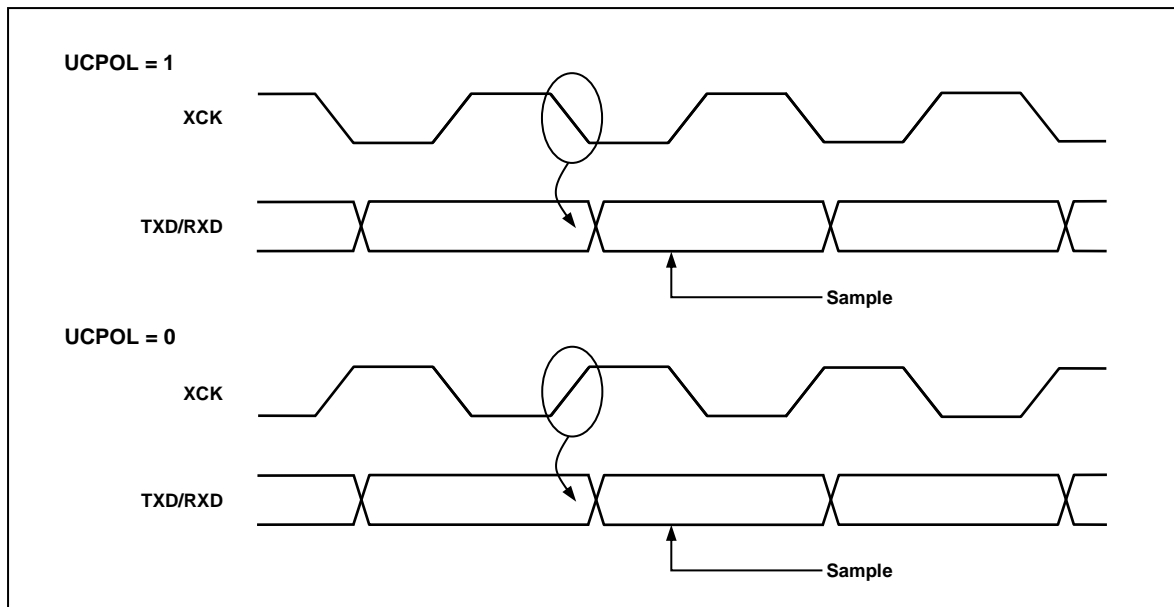 UCPOL = 1
XCK
TXD/RXD
Sample
UCPOL = 0
XCK
TXD/RXD
Sample